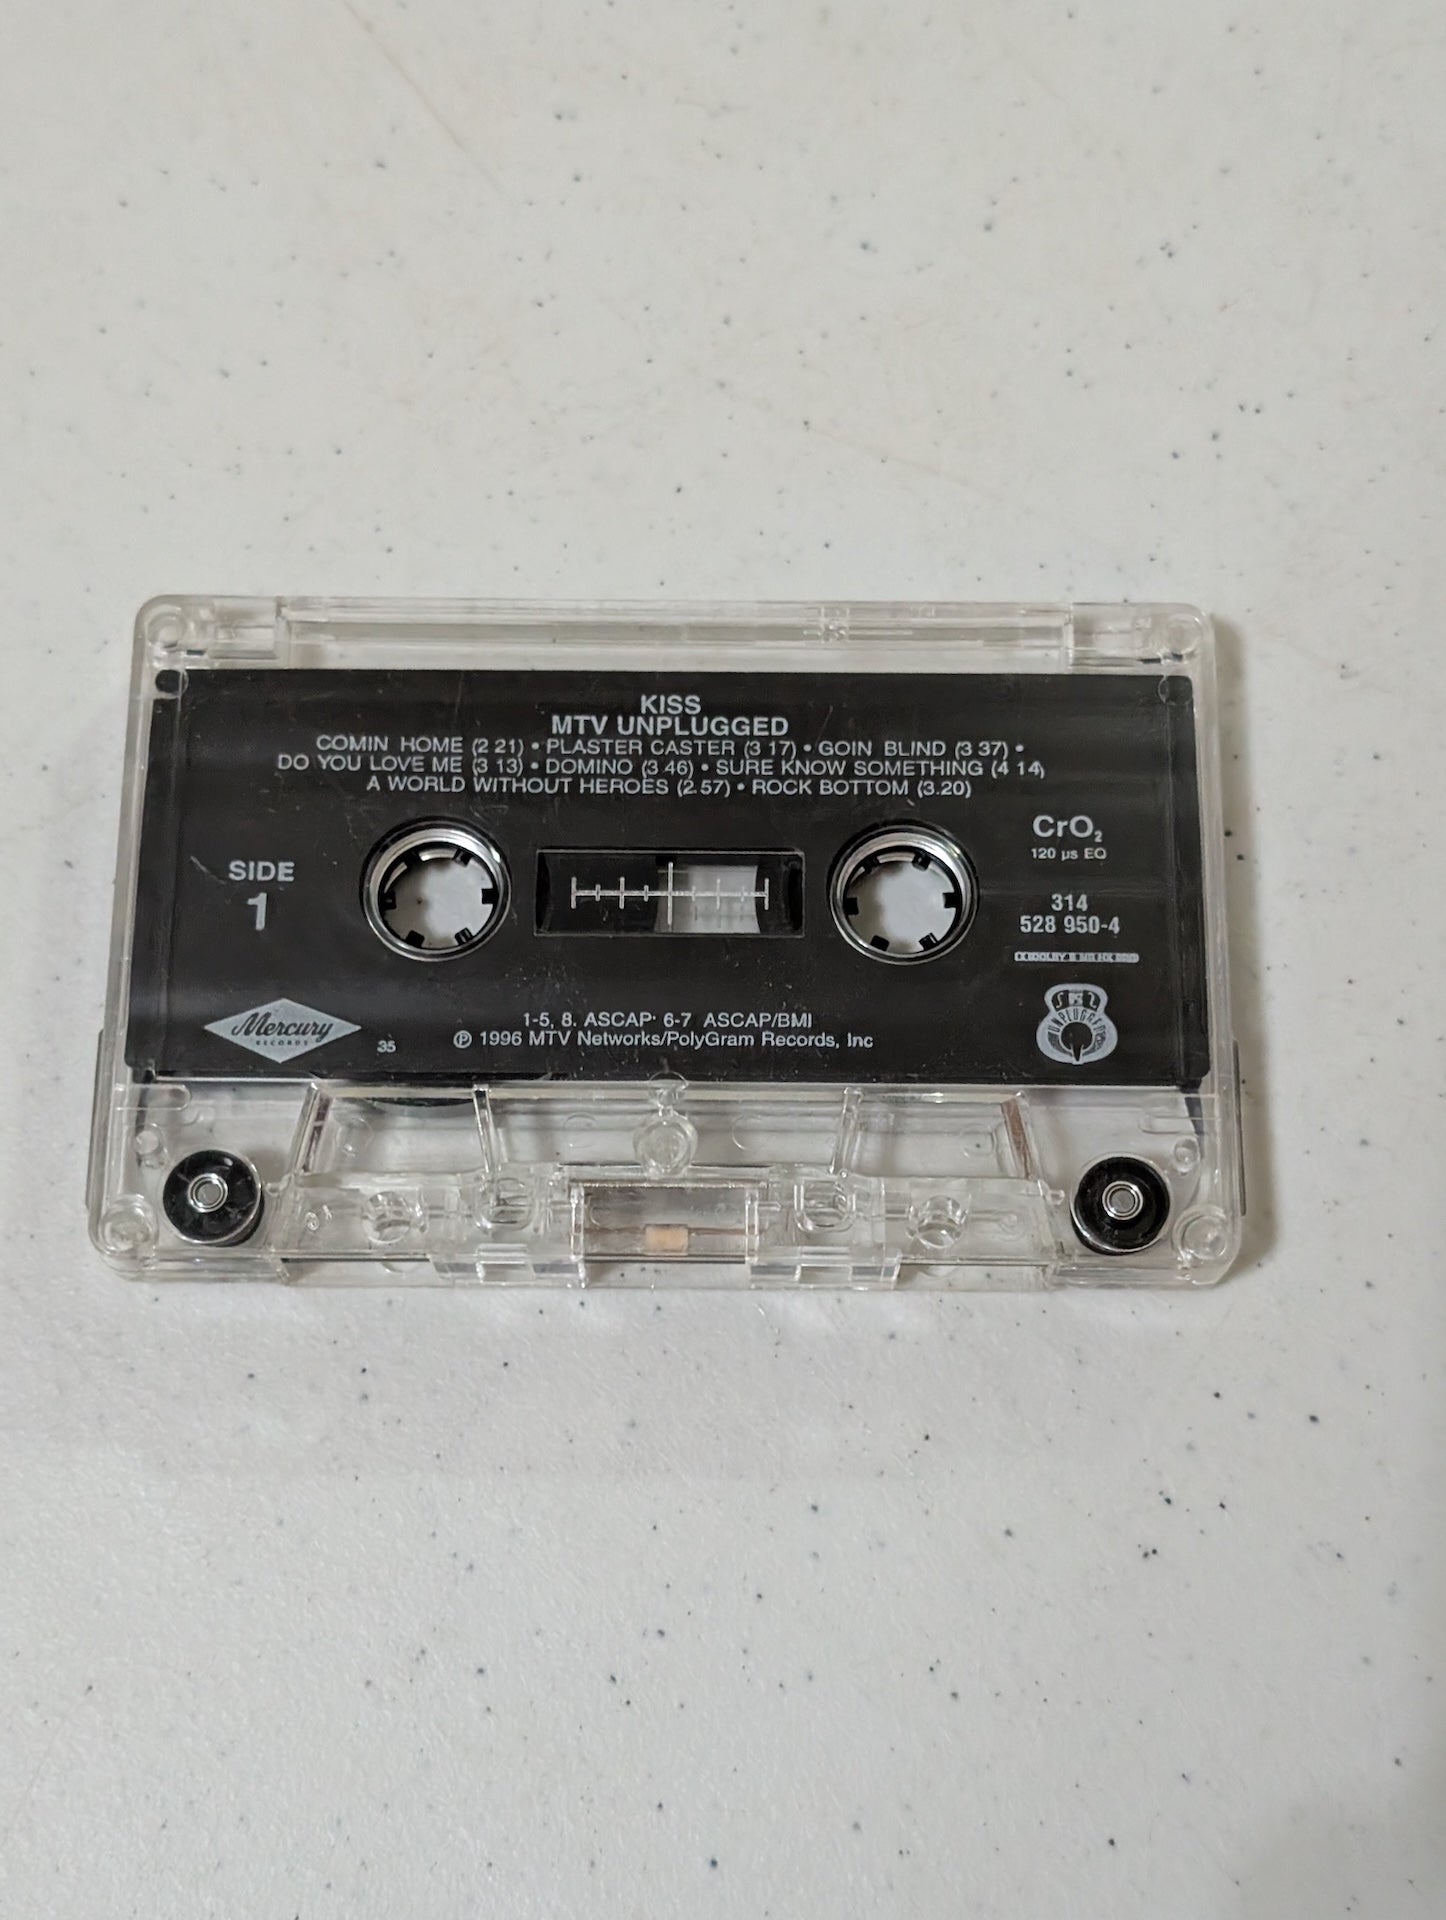 KISS
MTV UNPLUGGED
COMIN HOME (2 21) • PLASTER CASTER (3 17) • GOIN BLIND (3 37) •
DO YOU LOVE ME (3 13) • DOMINO (3 46) • SURE KNOW SOMETHING (4 14)
A WORLD WITHOUT HEROES (2.57) • ROCK BOTTOM (3.20)
SIDE
1
CrO₂
120 µs EQ
314
528 950-4
Mercury
RECORDS
35
1-5, 8. ASCAP· 6-7 ASCAP/BMI
℗ 1996 MTV Networks/PolyGram Records, Inc
UNPLUGGED